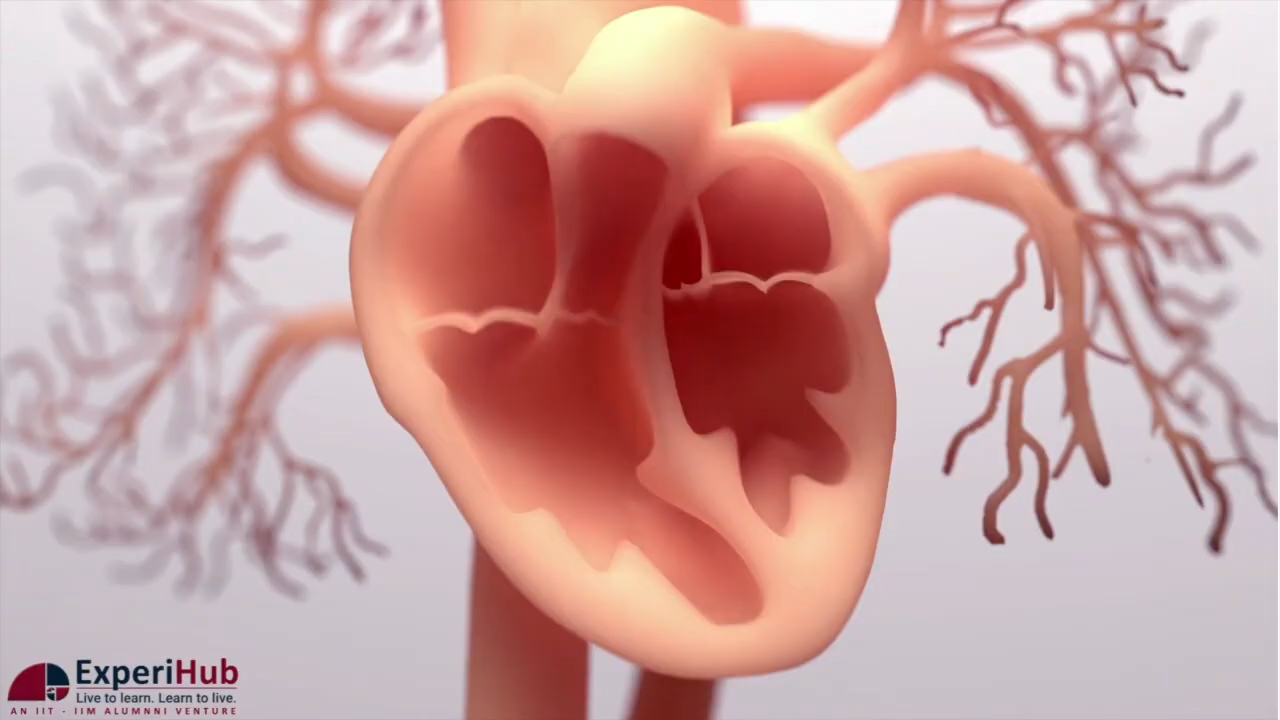 ExperiHub
Live to learn. Learn to live.
AN IIT - IIM ALUMNNI VENTURE